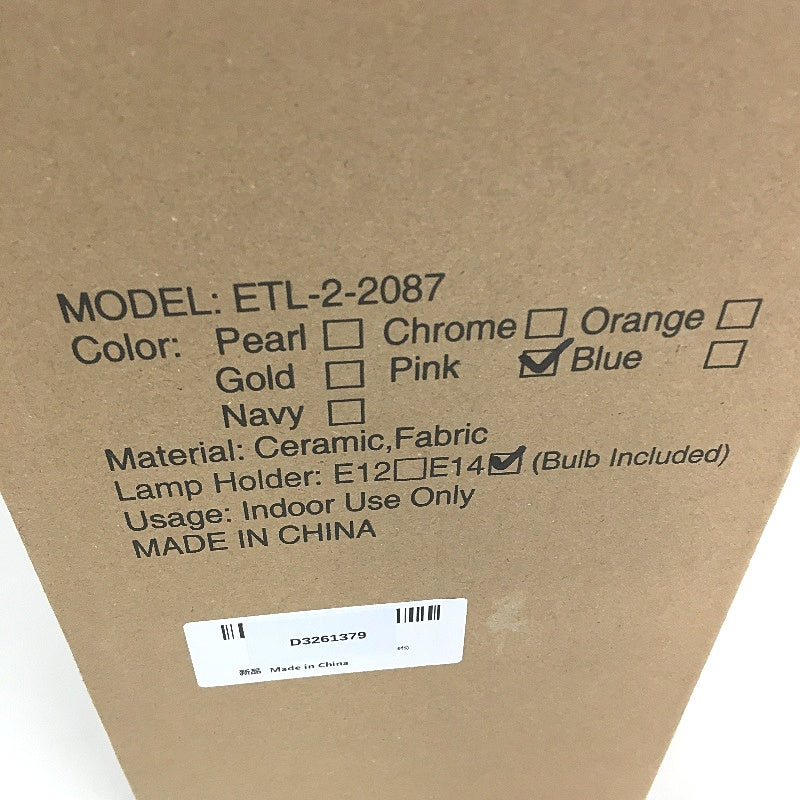 MODEL: ETL-2-2087
Color: Pearl ☐ Chrome ☐ Orange ☐
Gold ☐ Pink ☑ Blue ☐
Navy ☐
Material: Ceramic,Fabric
Lamp Holder: E12☐E14☑ (Bulb Included)
Usage: Indoor Use Only
MADE IN CHINA
D3261379
新品 Made in China